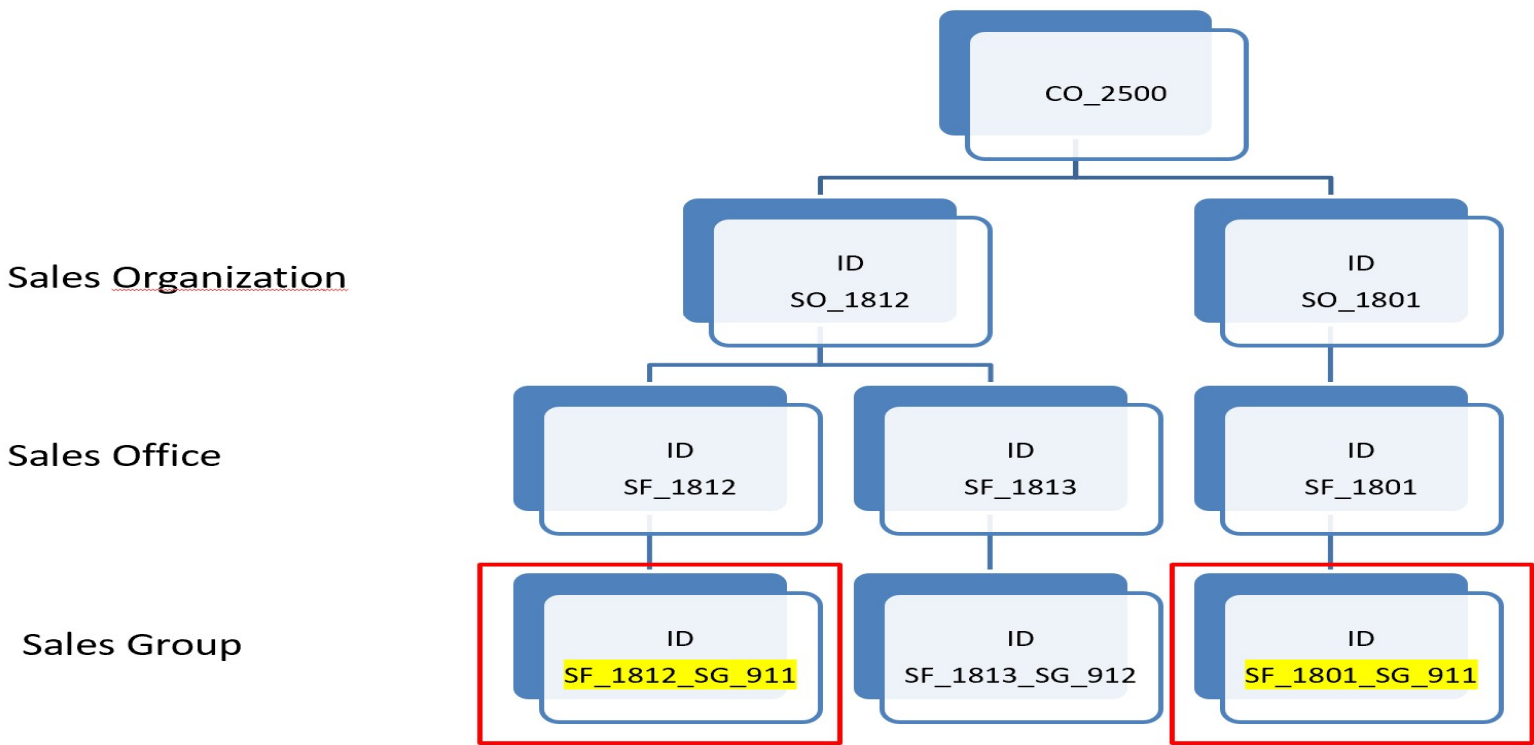 CO_2500
Sales Organization
ID
SO_1812
ID
SO_1801
Sales Office
ID
SF_1812
ID
SF_1813
ID
SF_1801
Sales Group
ID
SF_1812_SG_911
ID
SF_1813_SG_912
ID
SF_1801_SG_911